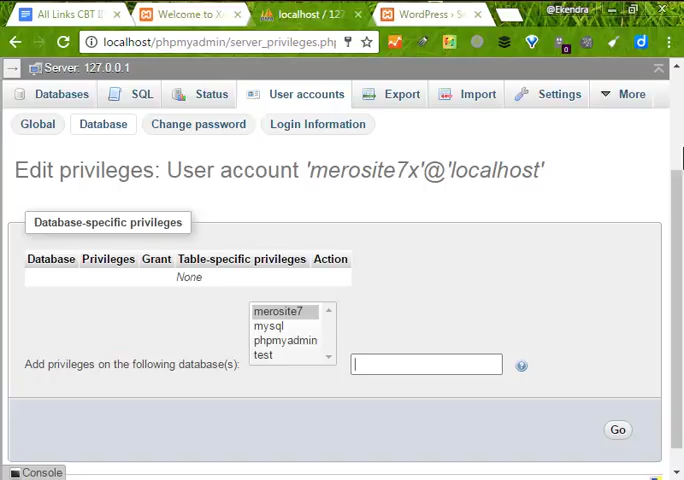 @Ekendra
All Links CBT I
Welcome to X
localhost / 127
WordPress › S
localhost/phpmyadmin/server_privileges.php
Server: 127.0.0.1
Databases SQL Status User accounts Export Import Settings More
Global Database Change password Login Information
Edit privileges: User account 'merosite7x'@'localhost'
Database-specific privileges
Database Privileges Grant Table-specific privileges Action
None
merosite7
mysql
phpmyadmin
test
Add privileges on the following database(s):
Go
Console